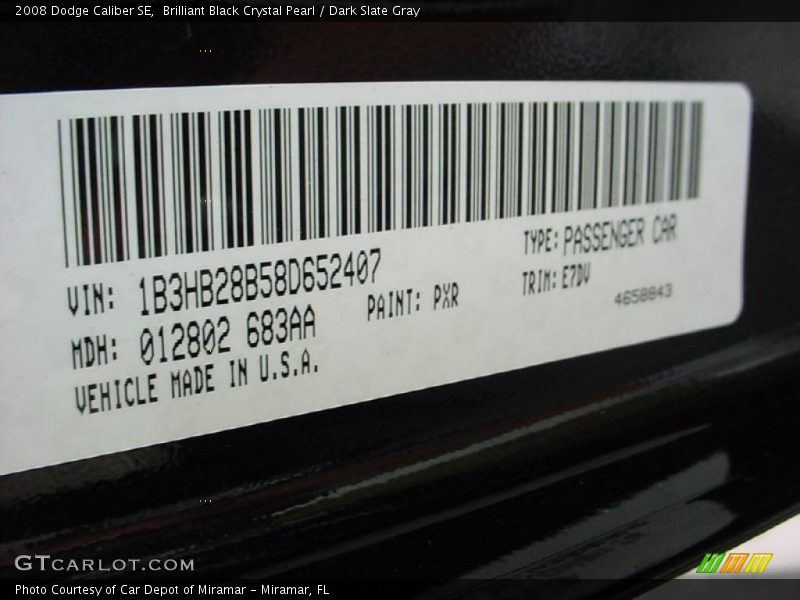 2008 Dodge Caliber SE, Brilliant Black Crystal Pearl / Dark Slate Gray
VIN: 1B3HB28B58D652407
TYPE: PASSENGER CAR
MDH: 012802 683AA
PAINT: PXR
TRIM: E7DV
4658843
VEHICLE MADE IN U.S.A.
GTCARLOT.COM
Photo Courtesy of Car Depot of Miramar - Miramar, FL